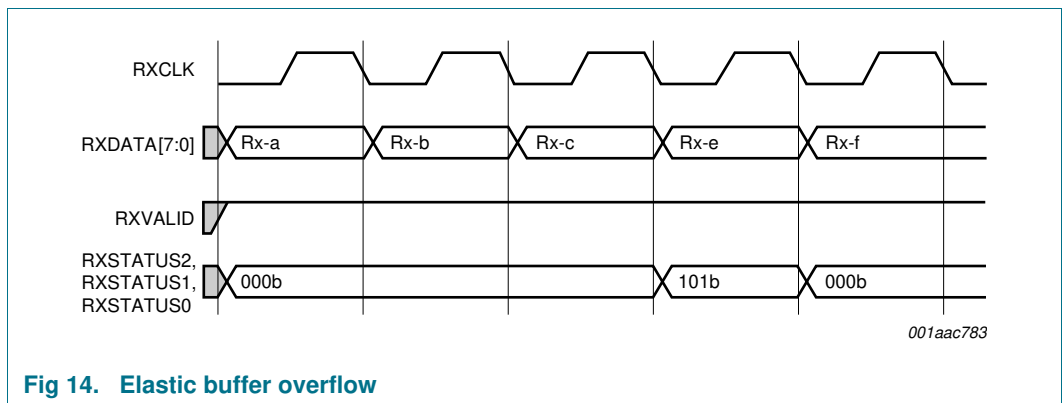 RXCLK
RXDATA[7:0] Rx-a Rx-b Rx-c Rx-e Rx-f
RXVALID
RXSTATUS2,
RXSTATUS1, 000b 101b 000b
RXSTATUS0
001aac783
Fig 14. Elastic buffer overflow